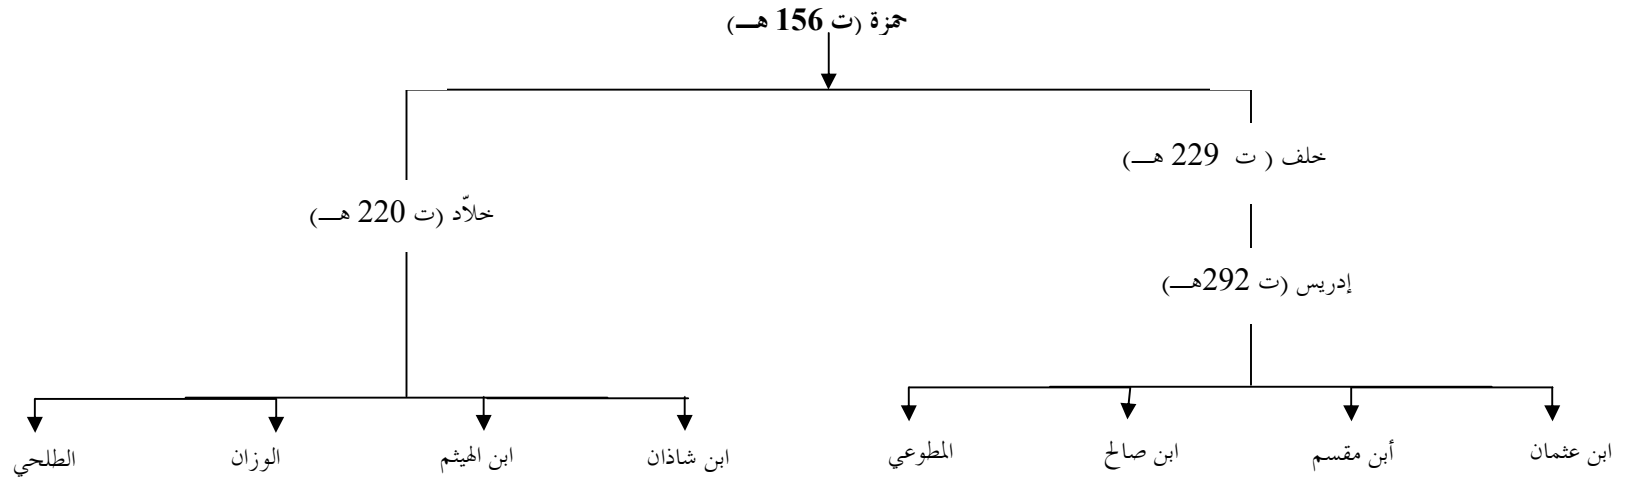 حمزة (ت 156 هـ)
خلف ( ت 229 هـ)
خلاّد (ت 220 هـ)
إدريس (ت 292هـ)
ابن عثمان
أبن مقسم
ابن صالح
المطوعي
ابن شاذان
ابن الهيثم
الوزان
الطلحي